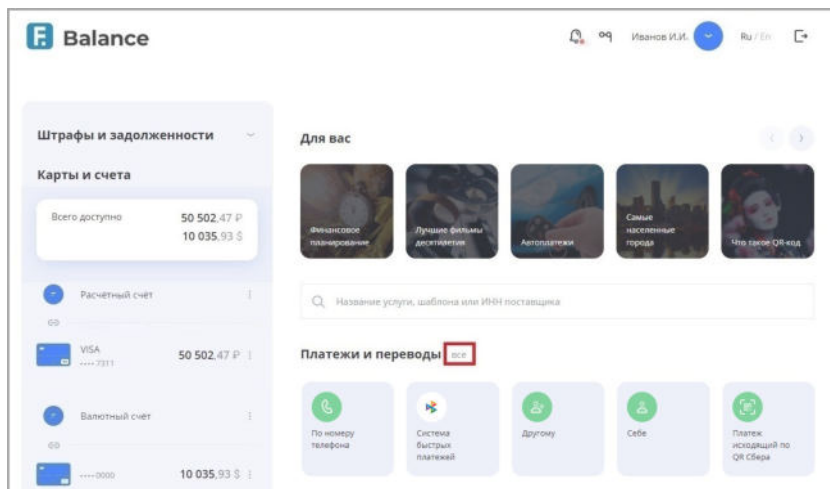 Balance
Иванов И.И.
Ru / En
Штрафы и задолженности
Карты и счета
Всего доступно
50 502,47 ₽
10 035,93 $
Расчётный счёт
VISA
•••• 7311
50 502,47 ₽
Валютный счёт
•••• 0000
10 035,93 $
Для вас
Финансовое
планирование
Лучшие фильмы
десятилетия
Автоплатежи
Самые
населенные
города
Что такое QR-код
Название услуги, шаблона или ИНН поставщика
Платежи и переводы все
По номеру
телефона
Система
быстрых
платежей
Другому
Себе
Платеж
исходящий по
QR Сбера